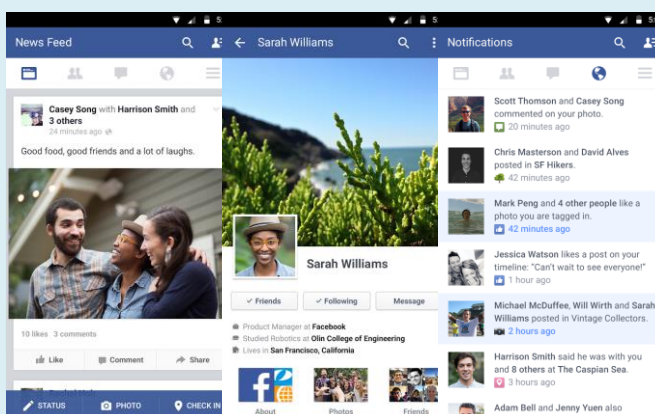 5:
News Feed
Casey Song with Harrison Smith and
3 others
24 minutes ago
Good food, good friends and a lot of laughs.
10 likes 3 comments
Like Comment Share
STATUS PHOTO CHECK IN
5:
Sarah Williams
Sarah Williams
Friends Following Message
Product Manager at Facebook
Studied Robotics at Olin College of Engineering
Lives in San Francisco, California
About Photos Friends
5:
Notifications
Scott Thomson and Casey Song
commented on your photo.
20 minutes ago
Chris Masterson and David Alves
posted in SF Hikers.
42 minutes ago
Mark Peng and 4 other people like a
photo you are tagged in.
42 minutes ago
Jessica Watson likes a post on your
timeline: "Can't wait to see everyone!"
1 hour ago
Michael McDuffee, Will Wirth and Sarah
Williams posted in Vintage Collectors.
2 hours ago
Harrison Smith said he was with you
and 8 others at The Caspian Sea.
3 hours ago
Adam Bell and Jenny Yuen also